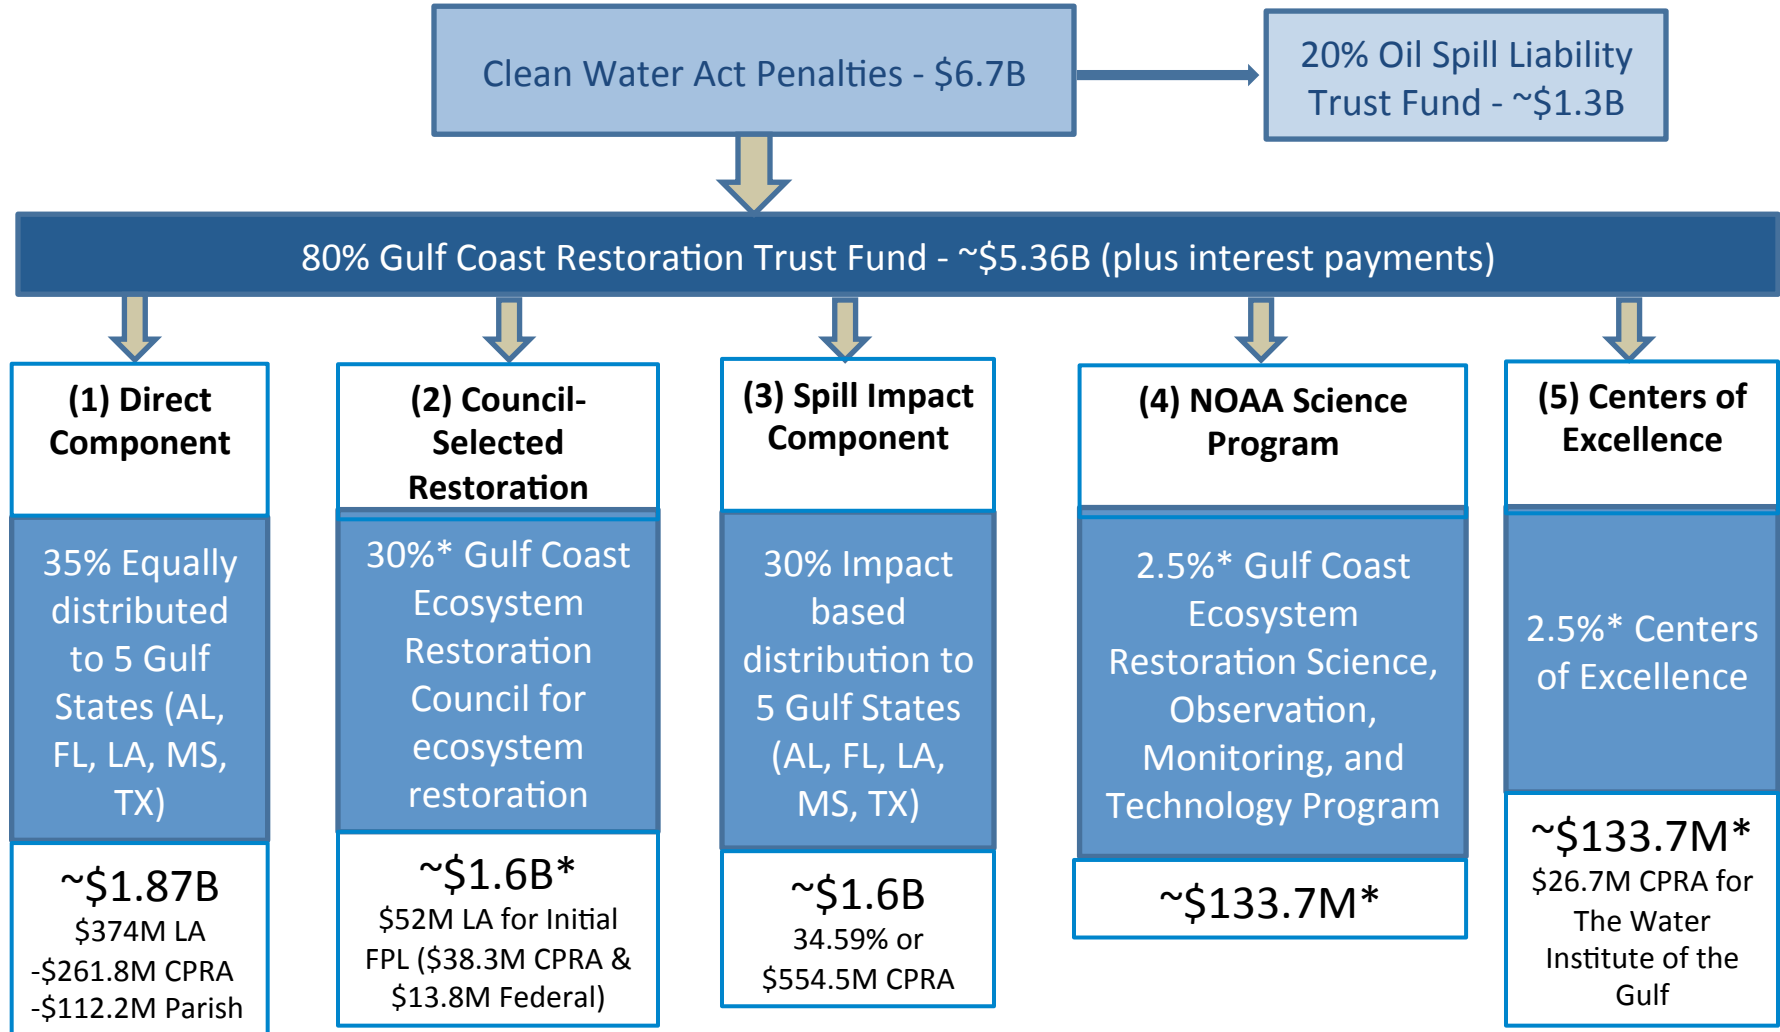 Clean Water Act Penalties - $6.7B
20% Oil Spill Liability
Trust Fund - ~$1.3B
80% Gulf Coast Restoration Trust Fund - ~$5.36B (plus interest payments)
(1) Direct
Component
35% Equally
distributed
to 5 Gulf
States (AL,
FL, LA, MS,
TX)
~$1.87B
$374M LA
-$261.8M CPRA
-$112.2M Parish
(2) Council-
Selected
Restoration
30%* Gulf Coast
Ecosystem
Restoration
Council for
ecosystem
restoration
~$1.6B*
$52M LA for Initial
FPL ($38.3M CPRA &
$13.8M Federal)
(3) Spill Impact
Component
30% Impact
based
distribution to
5 Gulf States
(AL, FL, LA,
MS, TX)
~$1.6B
34.59% or
$554.5M CPRA
(4) NOAA Science
Program
2.5%* Gulf Coast
Ecosystem
Restoration Science,
Observation,
Monitoring, and
Technology Program
~$133.7M*
(5) Centers of
Excellence
2.5%* Centers
of Excellence
~$133.7M*
$26.7M CPRA for
The Water
Institute of the
Gulf